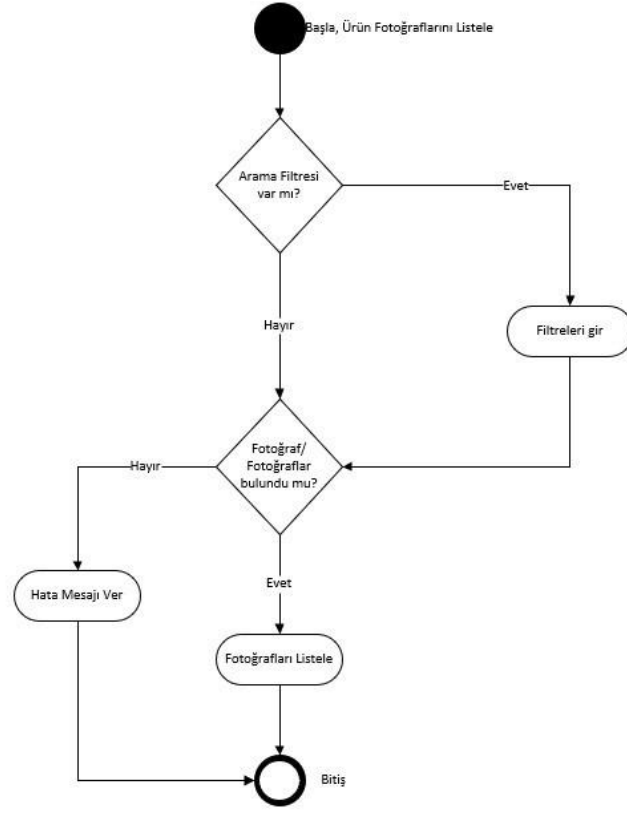 Başla, Ürün Fotoğraflarını Listele
Arama Filtresi
var mı?
Evet
Hayır
Filtreleri gir
Fotoğraf/
Fotoğraflar
bulundu mu?
Hayır
Evet
Hata Mesajı Ver
Fotoğrafları Listele
Bitiş